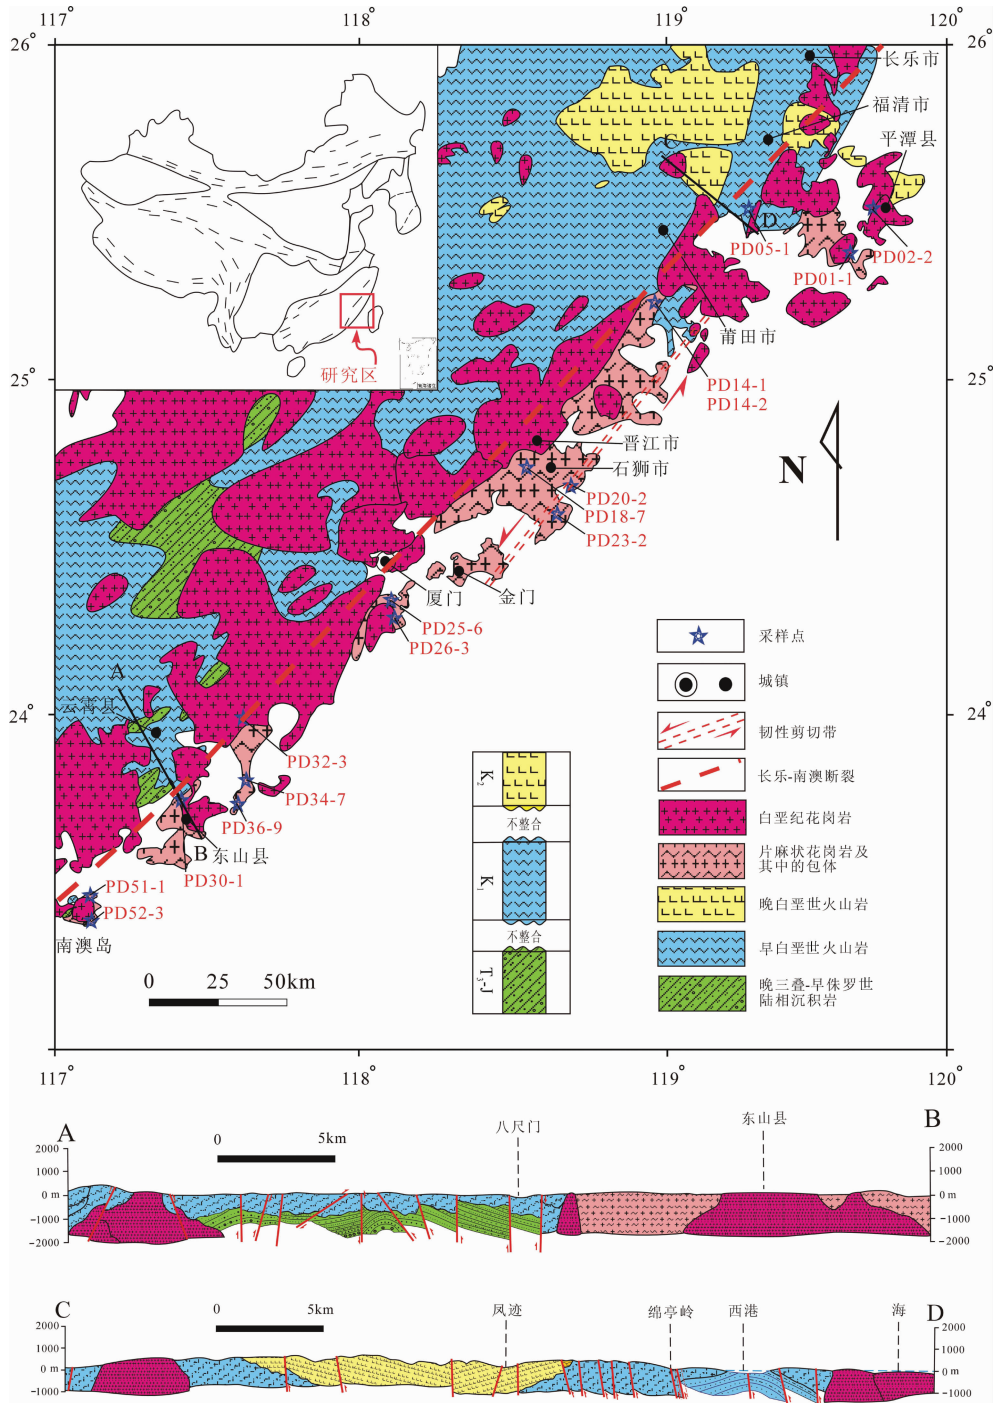 117°
118°
119°
120°
26°
26°
长乐市
福清市
平潭县
C
D
PD05-1
PD02-2
PD01-1
莆田市
研究区
25°
25°
PD14-1
PD14-2
晋江市
石狮市
N
PD20-2
PD18-7
PD23-2
厦门
金门
PD25-6
PD26-3
采样点
A
云霄县
城镇
24°
24°
韧性剪切带
PD32-3
K₂
长乐-南澳断裂
PD34-7
不整合
白垩纪花岗岩
PD36-9
B
东山县
K₁
片麻状花岗岩及
其中的包体
PD30-1
PD51-1
PD52-3
晚白垩世火山岩
南澳岛
不整合
早白垩世火山岩
0
25
50km
T₃-J
晚三叠-早侏罗世
陆相沉积岩
117°
118°
119°
120°
A
0
5km
八尺门
东山县
B
2000
1000
0 m
-1000
-2000
2000
1000
0 m
-1000
-2000
C
0
5km
凤迹
绵亭岭
西港
海
D
2000
1000
0 m
-1000
2000
1000
0 m
-1000